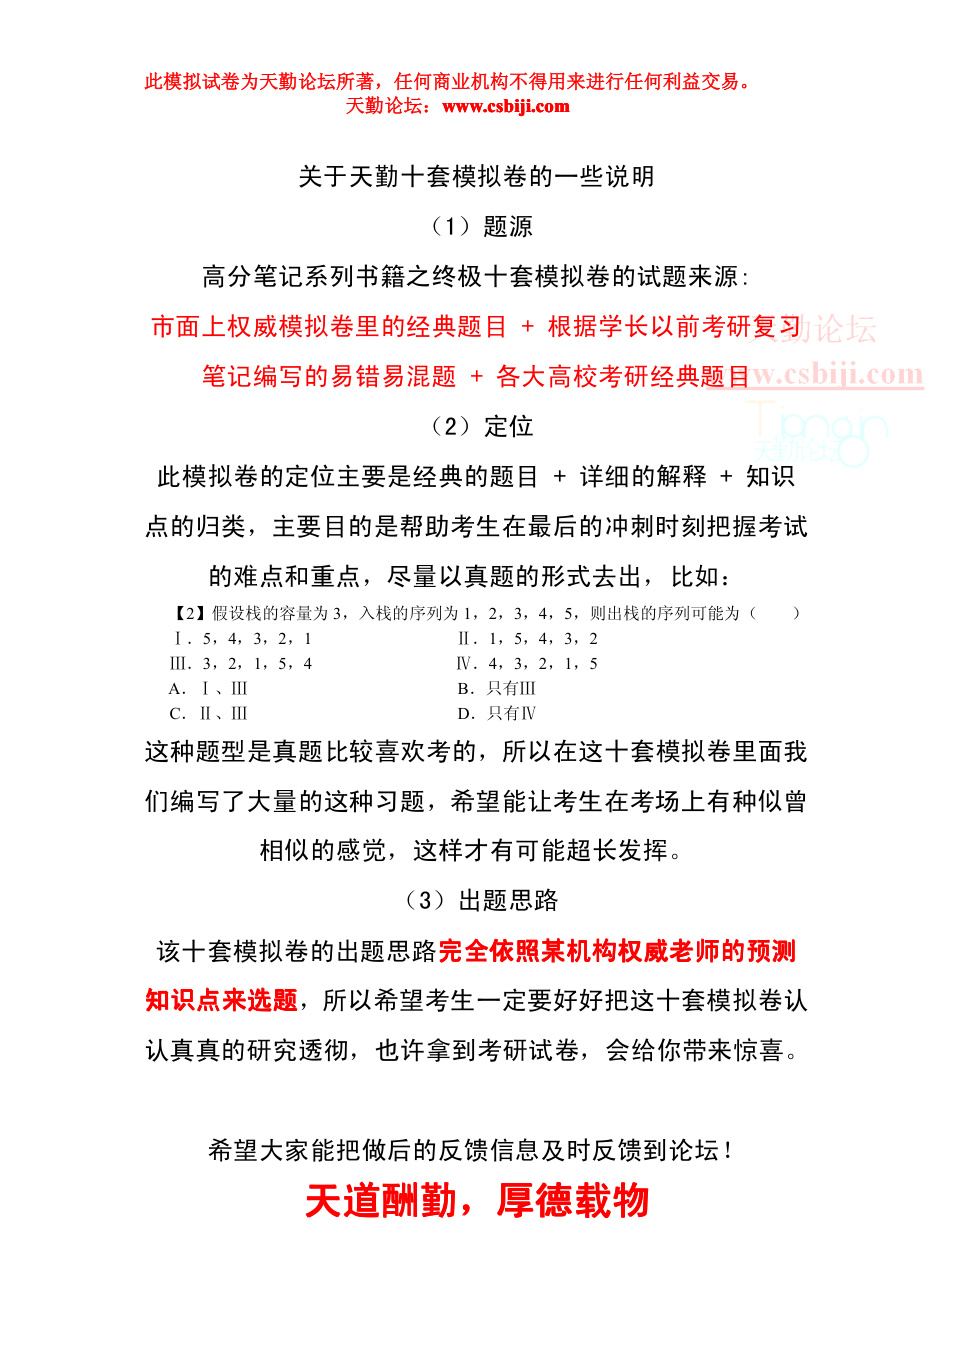 此模拟试卷为天勤论坛所著，任何商业机构不得用来进行任何利益交易。
天勤论坛：www.csbiji.com
关于天勤十套模拟卷的一些说明
（1）题源
高分笔记系列书籍之终极十套模拟卷的试题来源：
市面上权威模拟卷里的经典题目 + 根据学长以前考研复习
天勤论坛
笔记编写的易错易混题 + 各大高校考研经典题目
www.csbiji.com
（2）定位
Tianqin
天勤论坛
此模拟卷的定位主要是经典的题目 + 详细的解释 + 知识
点的归类，主要目的是帮助考生在最后的冲刺时刻把握考试
的难点和重点，尽量以真题的形式去出，比如：
【2】假设栈的容量为 3，入栈的序列为 1，2，3，4，5，则出栈的序列可能为（　　）
Ⅰ．5，4，3，2，1　　Ⅱ．1，5，4，3，2
Ⅲ．3，2，1，5，4　　Ⅳ．4，3，2，1，5
A．Ⅰ、Ⅲ　　B．只有Ⅲ
C．Ⅱ、Ⅲ　　D．只有Ⅳ
这种题型是真题比较喜欢考的，所以在这十套模拟卷里面我
们编写了大量的这种习题，希望能让考生在考场上有种似曾
相似的感觉，这样才有可能超长发挥。
（3）出题思路
该十套模拟卷的出题思路完全依照某机构权威老师的预测
知识点来选题，所以希望考生一定要好好把这十套模拟卷认
认真真的研究透彻，也许拿到考研试卷，会给你带来惊喜。
希望大家能把做后的反馈信息及时反馈到论坛！
天道酬勤，厚德载物